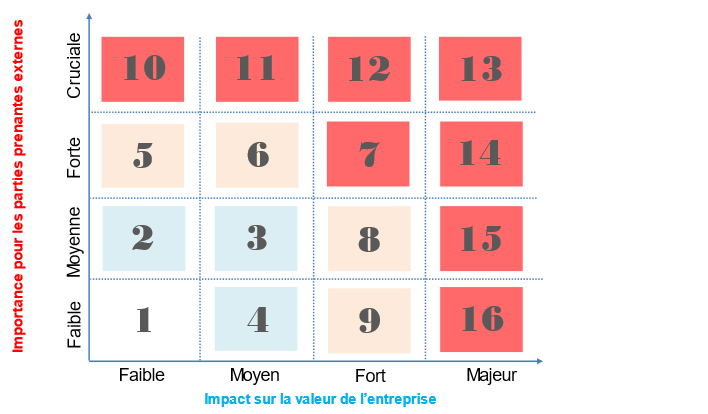 Importance pour les parties prenantes externes
Cruciale
10 11 12 13
Forte
5 6 7 14
Moyenne
2 3 8 15
Faible
1 4 9 16
Faible Moyen Fort Majeur
Impact sur la valeur de l’entreprise